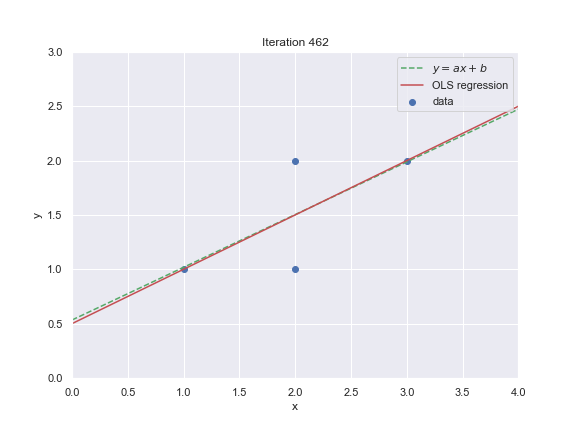 Iteration 462
y = ax + b
OLS regression
data
3.0
2.5
2.0
1.5
1.0
0.5
0.0
y
0.0 0.5 1.0 1.5 2.0 2.5 3.0 3.5 4.0
x